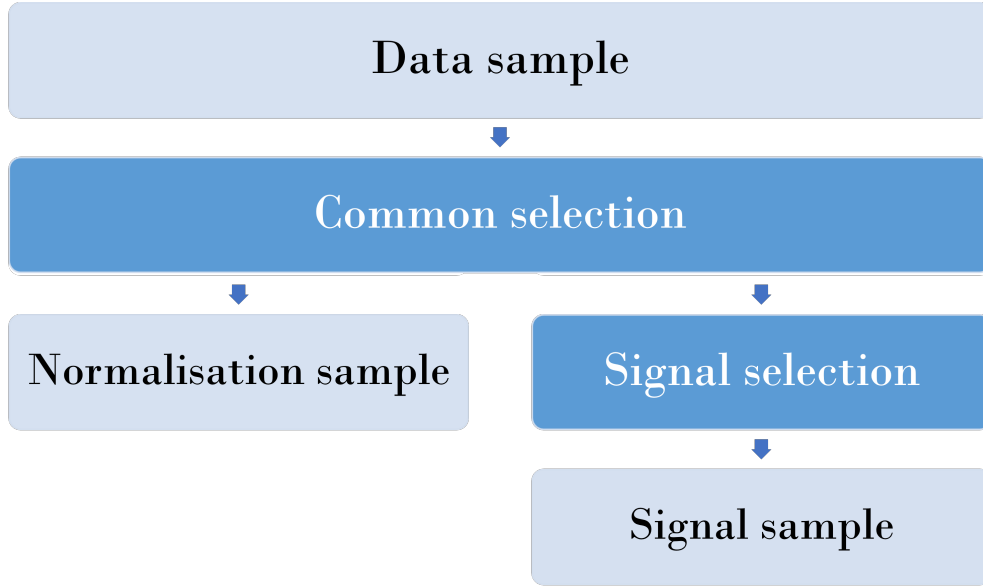 Data sample
Common selection
Normalisation sample
Signal selection
Signal sample